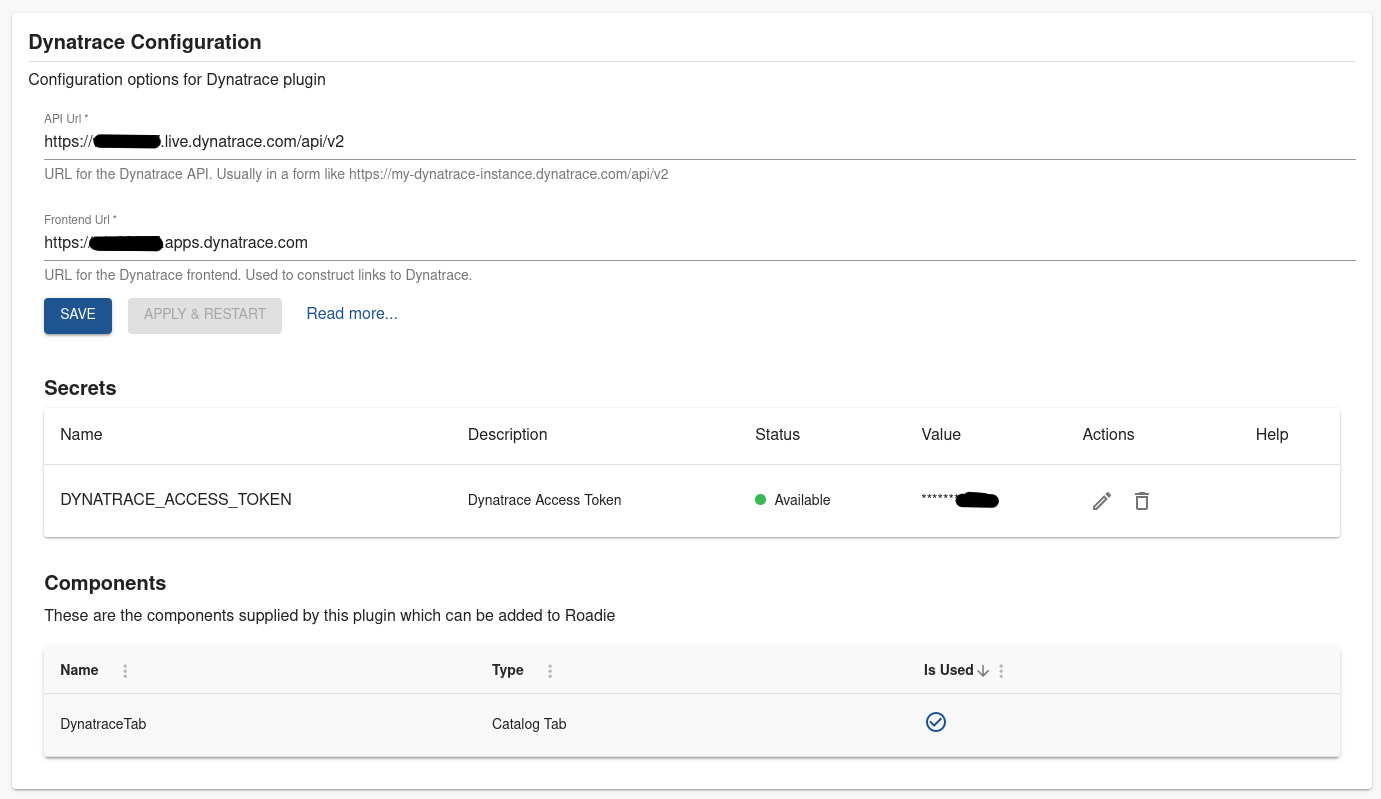 Dynatrace Configuration
Configuration options for Dynatrace plugin
API Url *
https:// .live.dynatrace.com/api/v2
URL for the Dynatrace API. Usually in a form like https://my-dynatrace-instance.dynatrace.com/api/v2
Frontend Url *
https:/ .apps.dynatrace.com
URL for the Dynatrace frontend. Used to construct links to Dynatrace.
SAVE APPLY & RESTART Read more...
Secrets
Name Description Status Value Actions Help
DYNATRACE_ACCESS_TOKEN Dynatrace Access Token Available *******
Components
These are the components supplied by this plugin which can be added to Roadie
Name Type Is Used
DynatraceTab Catalog Tab